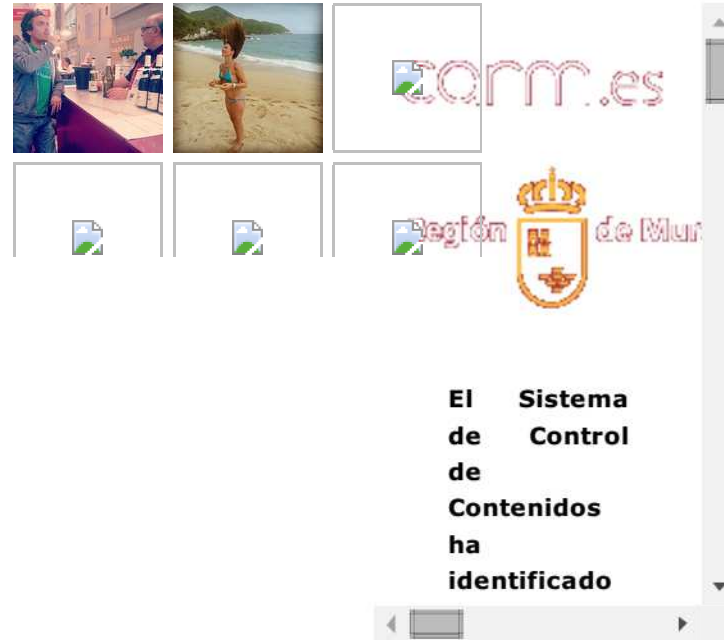 carm.es
Región de Mur
El Sistema
de Control
de
Contenidos
ha
identificado